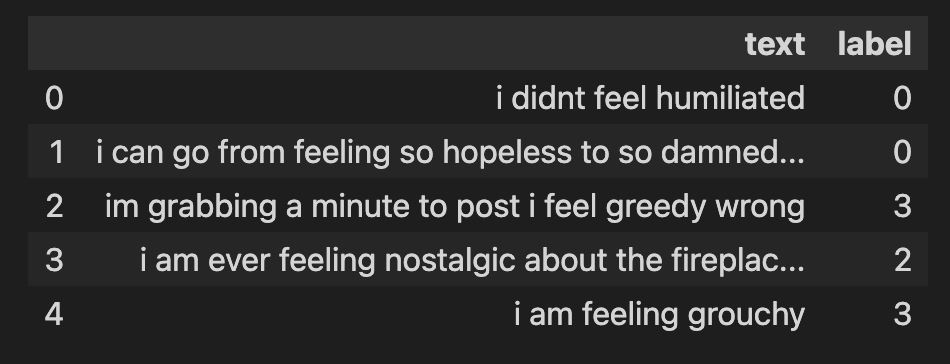 text label
0 i didnt feel humiliated 0
1 i can go from feeling so hopeless to so damned... 0
2 im grabbing a minute to post i feel greedy wrong 3
3 i am ever feeling nostalgic about the fireplac... 2
4 i am feeling grouchy 3